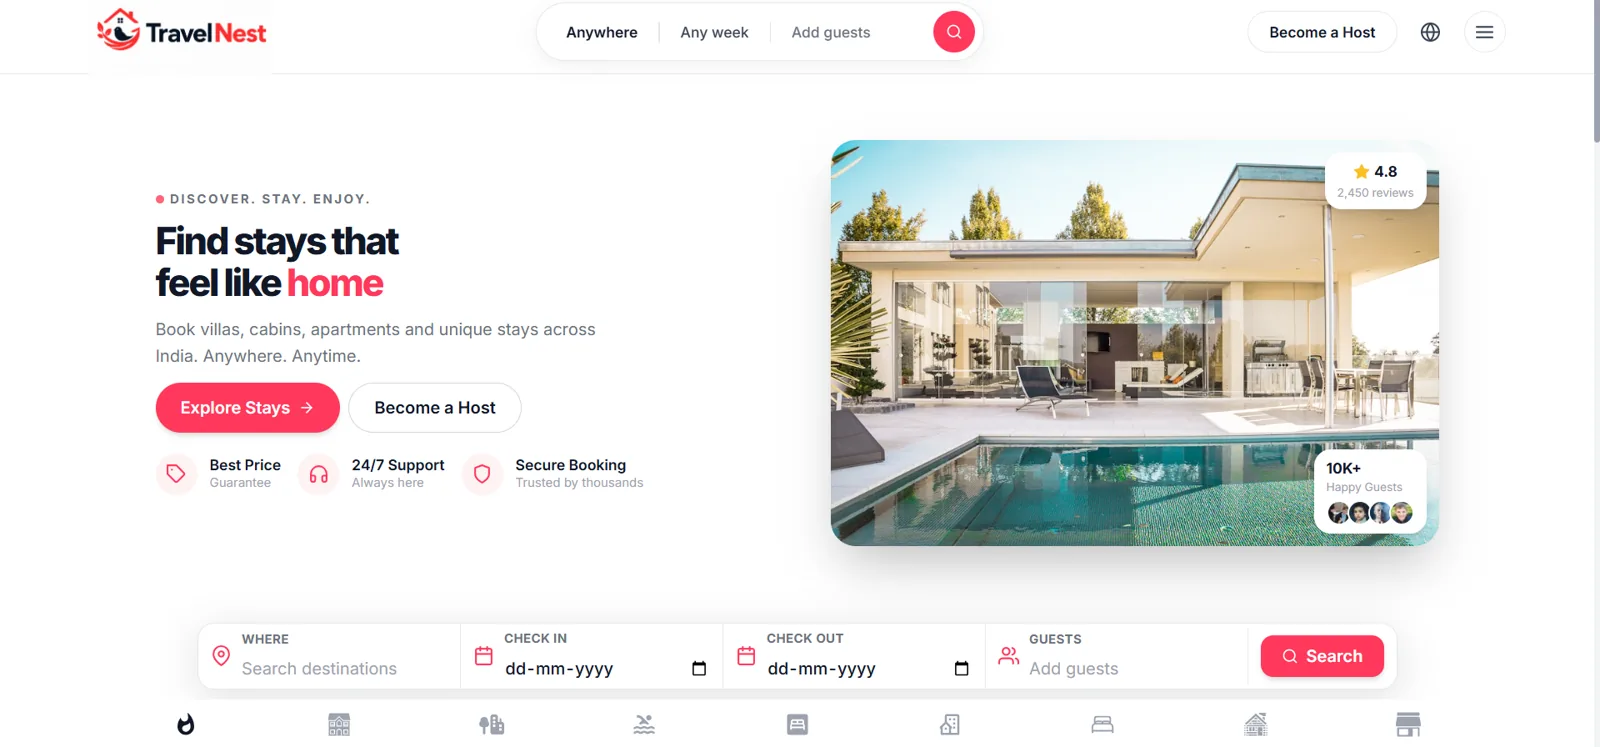 TravelNest
Anywhere
Any week
Add guests
Become a Host
DISCOVER. STAY. ENJOY.
Find stays that
feel like home
Book villas, cabins, apartments and unique stays across
India. Anywhere. Anytime.
Explore Stays →
Become a Host
Best Price
Guarantee
24/7 Support
Always here
Secure Booking
Trusted by thousands
4.8
2,450 reviews
10K+
Happy Guests
WHERE
Search destinations
CHECK IN
dd-mm-yyyy
CHECK OUT
dd-mm-yyyy
GUESTS
Add guests
Search